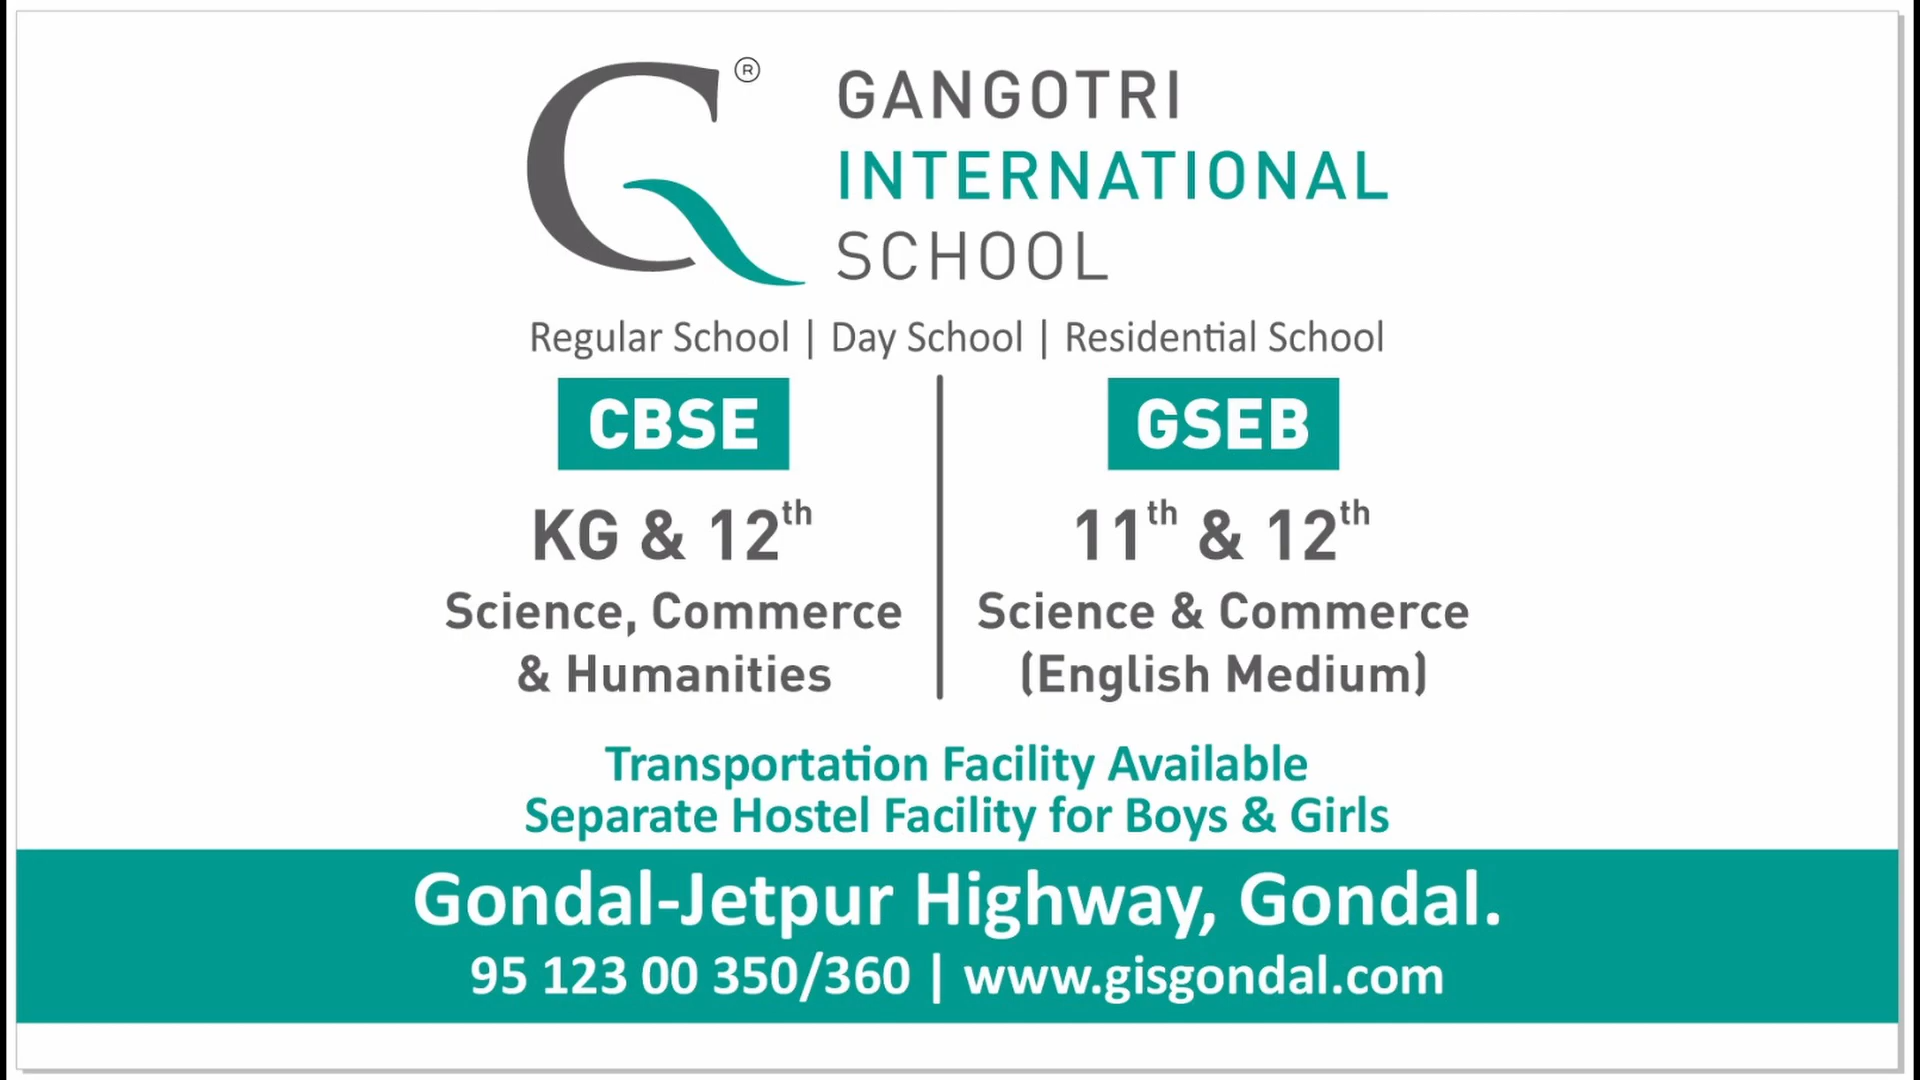 G®
GANGOTRI
INTERNATIONAL
SCHOOL
Regular School | Day School | Residential School
CBSE
KG & 12th
Science, Commerce
& Humanities
GSEB
11th & 12th
Science & Commerce
(English Medium)
Transportation Facility Available
Separate Hostel Facility for Boys & Girls
Gondal-Jetpur Highway, Gondal.
95 123 00 350/360 | www.gisgondal.com